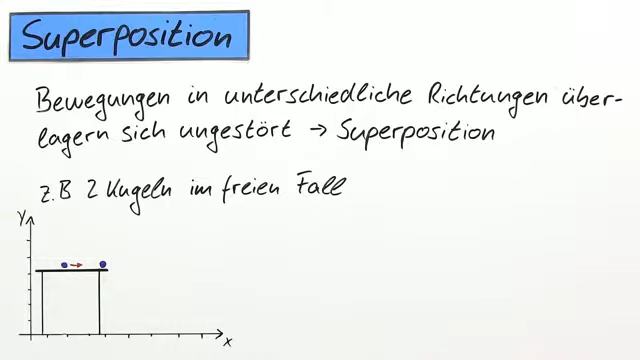 Superposition
Bewegungen in unterschiedliche Richtungen über-
lagern sich ungestört → Superposition
z.B 2 Kugeln im freien Fall
y
x